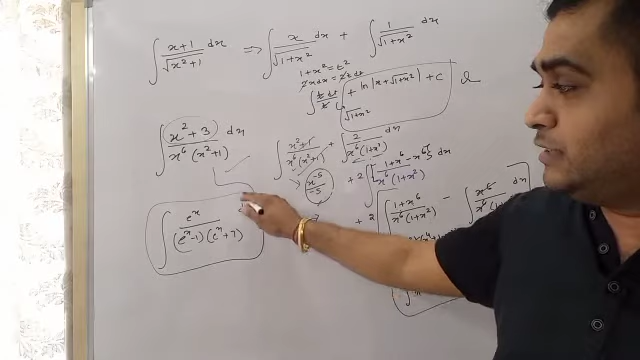 ∫ x+1 / √(x²+1) dx ⇒ ∫ x / √(1+x²) dx + ∫ 1 / √(1+x²) dx
1+x² = t²
2xdx = 2t dt
∫ t dt / t + ln|x+√(1+x²)| + C
√(1+x²)
∫ x²+3 / x⁶(x²+1) dx
∫ x²+1 / x⁶(x²+1) + ∫ 2 / x⁶(1+x²) dx
x⁻⁵ / -5
+ 2 ∫ 1+x⁶-x⁶ / x⁶(1+x²) dx
+ 2 ∫ 1+x⁶ / x⁶(1+x²) - ∫ x⁶ / x⁶(1+x²) dx
∫ eˣ / (eˣ-1)(eˣ+7)